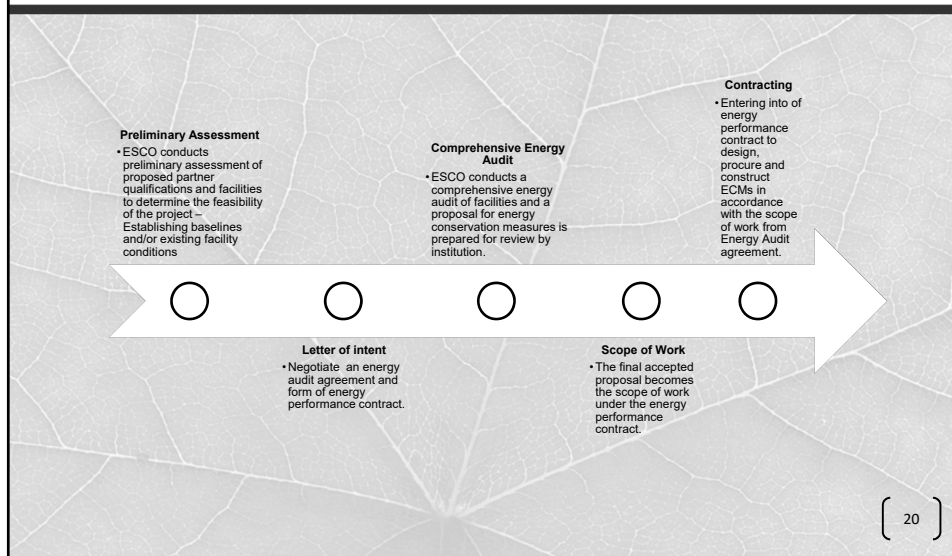 Preliminary Assessment
• ESCO conducts
preliminary assessment of
proposed partner
qualifications and facilities
to determine the feasibility
of the project –
Establishing baselines
and/or existing facility
conditions
Letter of intent
• Negotiate  an energy
audit agreement and
form of energy
performance contract.
Comprehensive Energy
Audit
• ESCO conducts a
comprehensive energy
audit of facilities and a
proposal for energy
conservation measures is
prepared for review by
institution.
Scope of Work
• The final accepted
proposal becomes
the scope of work
under the energy
performance
contract.
Contracting
• Entering into of
energy
performance
contract to
design,
procure and
construct
ECMs in
accordance
with the scope
of work from
Energy Audit
agreement.
20